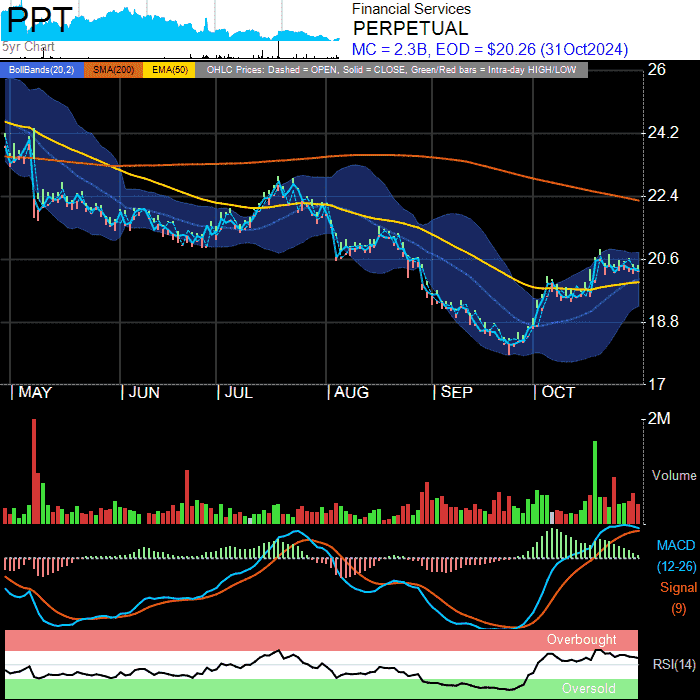 PPT
5yr Chart
Financial Services
PERPETUAL
MC = 2.3B, EOD = $20.26 (31Oct2024)
BollBands(20,2) SMA(200) EMA(50) OHLC Prices: Dashed = OPEN, Solid = CLOSE, Green/Red bars = Intra-day HIGH/LOW
26
24.2
22.4
20.6
18.8
17
MAY JUN JUL AUG SEP OCT
2M
Volume
MACD
(12-26)
Signal
(9)
Overbought
RSI(14)
Oversold